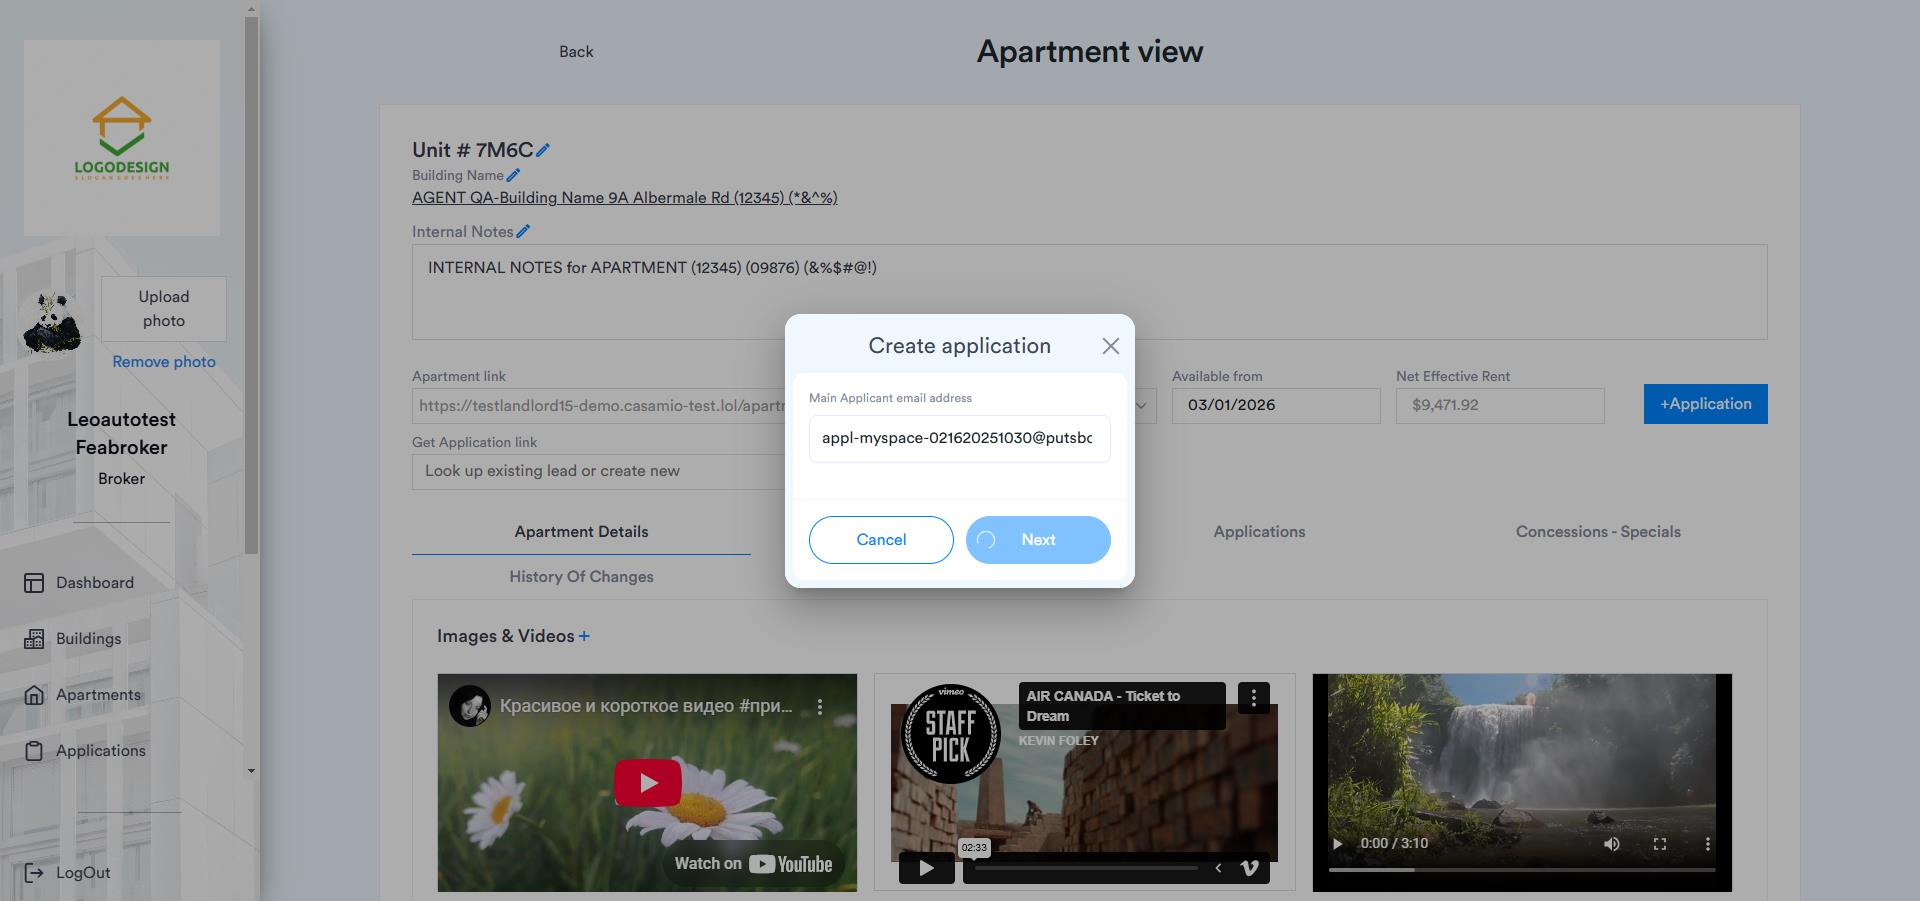 LOGODESIGN
SLOGAN GOES HERE
Upload
photo
Remove photo
Leoautotest
Feabroker
Broker
Dashboard
Buildings
Apartments
Applications
LogOut
Back
Apartment view
Unit # 7M6C
Building Name
AGENT QA-Building Name 9A Albermale Rd (12345) (*&^%)
Internal Notes
INTERNAL NOTES for APARTMENT (12345) (09876) (&%$#@!)
Apartment link
https://testlandlord15-demo.casamio-test.lol/apartr
Available from
03/01/2026
Net Effective Rent
$9,471.92
+Application
Get Application link
Look up existing lead or create new
Create application
Main Applicant email address
appl-myspace-021620251030@putsbc
Cancel
Next
Apartment Details
Applications
Concessions - Specials
History Of Changes
Images & Videos +
Красивое и короткое видео #при...
Watch on YouTube
vimeo
STAFF
PICK
AIR CANADA - Ticket to
Dream
KEVIN FOLEY
02:33
0:00 / 3:10